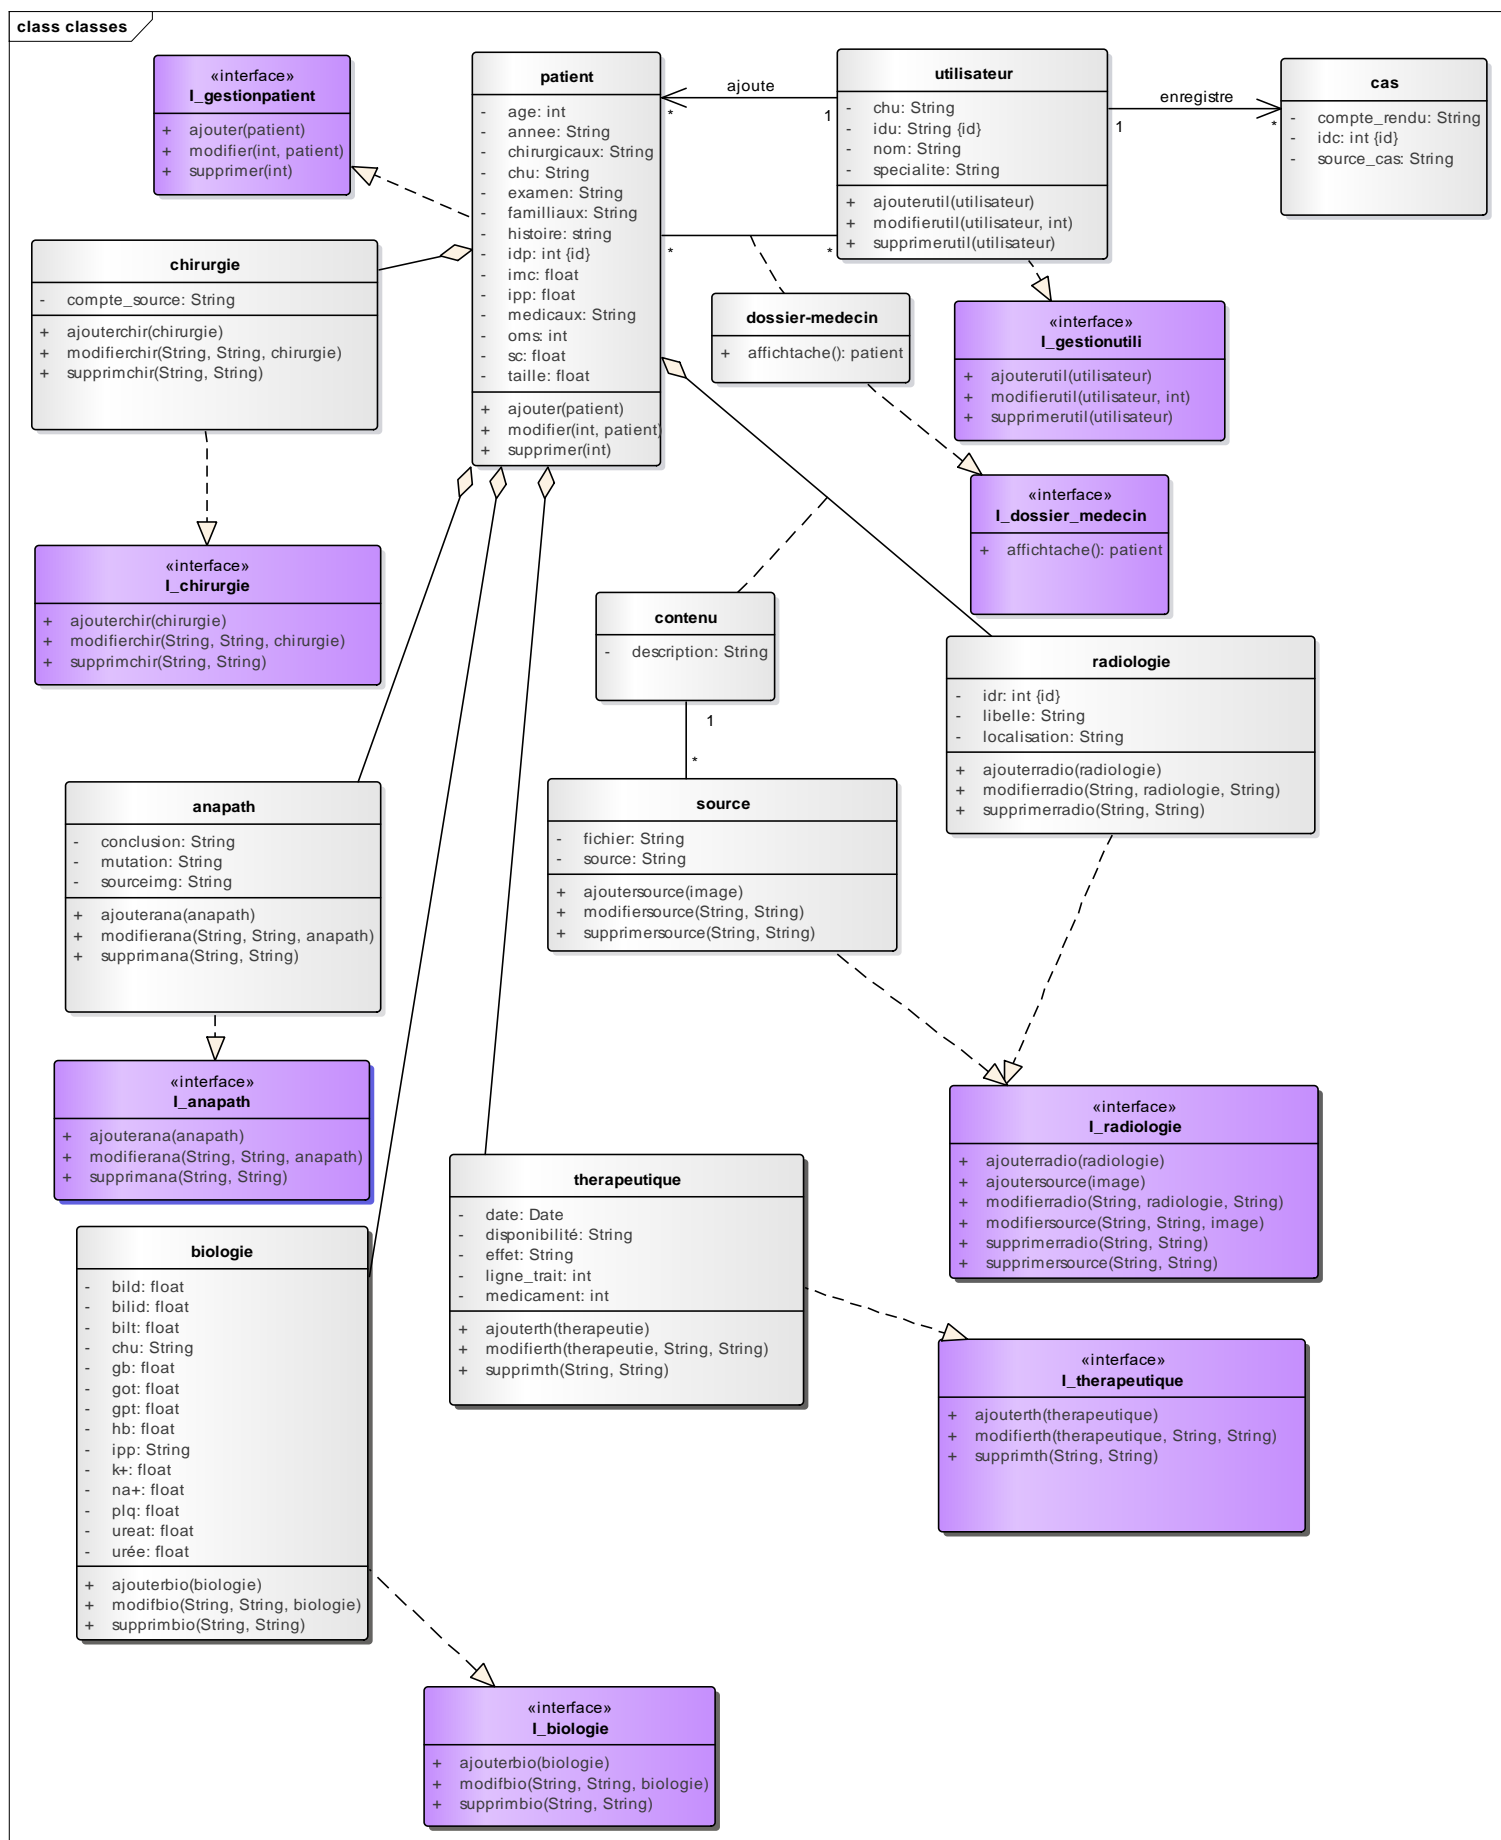 class classes
«interface»
I_gestionpatient
+ ajouter(patient)
+ modifier(int, patient)
+ supprimer(int)
patient
- age: int
- annee: String
- chirurgicaux: String
- chu: String
- examen: String
- familliaux: String
- histoire: string
- idp: int {id}
- imc: float
- ipp: float
- medicaux: String
- oms: int
- sc: float
- taille: float
+ ajouter(patient)
+ modifier(int, patient)
+ supprimer(int)
ajoute
* 1
utilisateur
- chu: String
- idu: String {id}
- nom: String
- specialite: String
+ ajouterutil(utilisateur)
+ modifierutil(utilisateur, int)
+ supprimerutil(utilisateur)
enregistre
1 *
cas
- compte_rendu: String
- idc: int {id}
- source_cas: String
* *
chirurgie
- compte_source: String
+ ajouterchir(chirurgie)
+ modifierchir(String, String, chirurgie)
+ supprimchir(String, String)
dossier-medecin
+ affichtache(): patient
«interface»
I_gestionutili
+ ajouterutil(utilisateur)
+ modifierutil(utilisateur, int)
+ supprimerutil(utilisateur)
«interface»
I_dossier_medecin
+ affichtache(): patient
«interface»
I_chirurgie
+ ajouterchir(chirurgie)
+ modifierchir(String, String, chirurgie)
+ supprimchir(String, String)
contenu
- description: String
1
*
radiologie
- idr: int {id}
- libelle: String
- localisation: String
+ ajouterradio(radiologie)
+ modifierradio(String, radiologie, String)
+ supprimerradio(String, String)
anapath
- conclusion: String
- mutation: String
- sourceimg: String
+ ajouterana(anapath)
+ modifierana(String, String, anapath)
+ supprimana(String, String)
source
- fichier: String
- source: String
+ ajoutersource(image)
+ modifiersource(String, String)
+ supprimersource(String, String)
«interface»
I_anapath
+ ajouterana(anapath)
+ modifierana(String, String, anapath)
+ supprimana(String, String)
«interface»
I_radiologie
+ ajouterradio(radiologie)
+ ajoutersource(image)
+ modifierradio(String, radiologie, String)
+ modifiersource(String, String, image)
+ supprimerradio(String, String)
+ supprimersource(String, String)
therapeutique
- date: Date
- disponibilité: String
- effet: String
- ligne_trait: int
- medicament: int
+ ajouterth(therapeutie)
+ modifierth(therapeutie, String, String)
+ supprimth(String, String)
biologie
- bild: float
- bilid: float
- bilt: float
- chu: String
- gb: float
- got: float
- gpt: float
- hb: float
- ipp: String
- k+: float
- na+: float
- plq: float
- ureat: float
- urée: float
+ ajouterbio(biologie)
+ modifbio(String, String, biologie)
+ supprimbio(String, String)
«interface»
I_therapeutique
+ ajouterth(therapeutique)
+ modifierth(therapeutique, String, String)
+ supprimth(String, String)
«interface»
I_biologie
+ ajouterbio(biologie)
+ modifbio(String, String, biologie)
+ supprimbio(String, String)